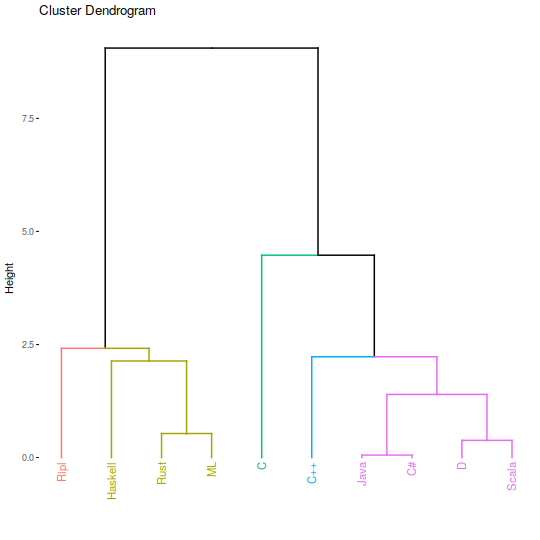 Cluster Dendrogram
Height
7.5
5.0
2.5
0.0
Ripl
Haskell
Rust
ML
C
C++
Java
C#
D
Scala